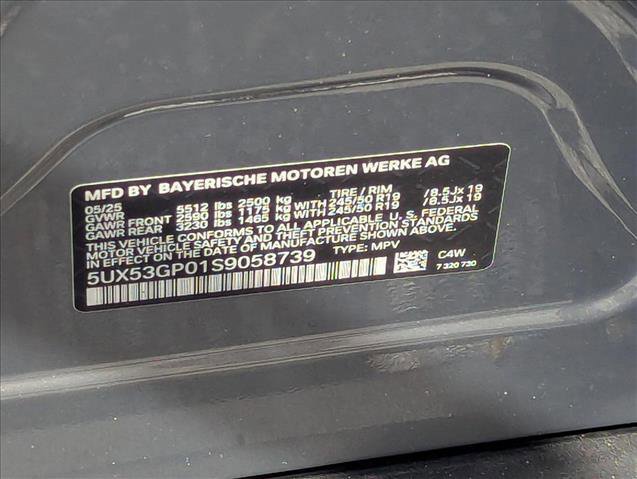 MFD BY BAYERISCHE MOTOREN WERKE AG
05/25 TIRE / RIM
GVWR 5512 lbs 2500 kg
GAWR FRONT 2590 lbs 1175 kg WITH 245/50 R19 /8.5Jx 19
GAWR REAR 3230 lbs 1465 kg WITH 245/50 R19 /8.5Jx 19
THIS VEHICLE CONFORMS TO ALL APPLICABLE U. S. FEDERAL
MOTOR VEHICLE SAFETY, BUMPER, AND THEFT PREVENTION STANDARDS
IN EFFECT ON THE DATE OF MANUFACTURE SHOWN ABOVE.
5UX53GP01S9058739 TYPE: MPV
C4W
7 320 730